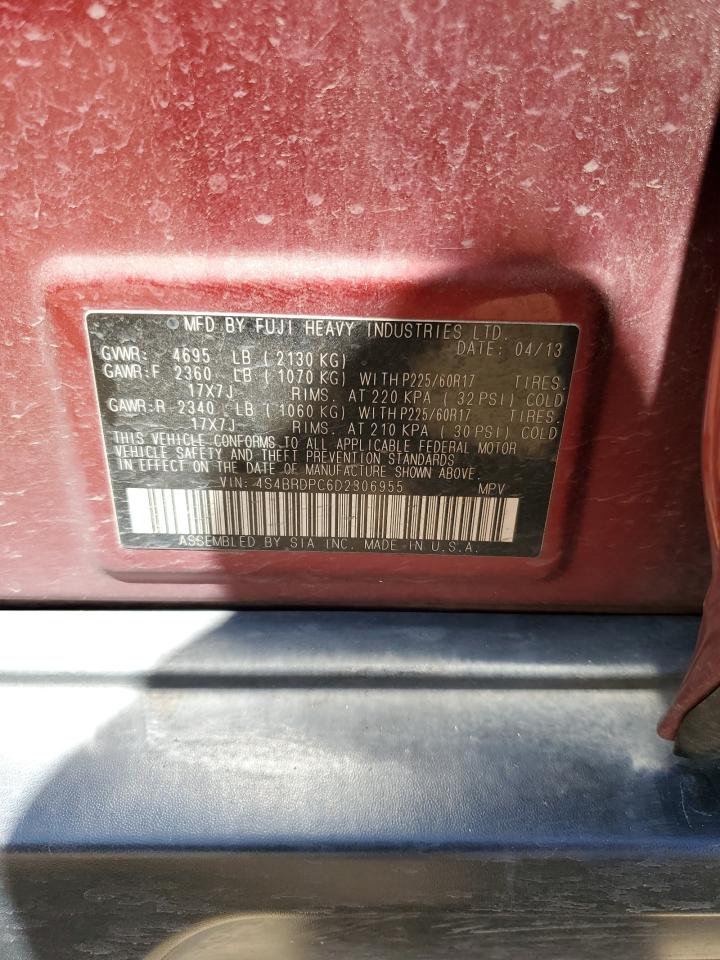 MFD BY FUJI HEAVY INDUSTRIES LTD.
DATE: 04/13
GVWR: 4695 LB (2130 KG)
GAWR:F 2360 LB (1070 KG) WITH P225/60R17 TIRES.
17X7J RIMS. AT 220 KPA (32 PSI) COLD
GAWR:R 2340 LB (1060 KG) WITH P225/60R17 TIRES.
17X7J RIMS. AT 210 KPA (30 PSI) COLD
THIS VEHICLE CONFORMS TO ALL APPLICABLE FEDERAL MOTOR
VEHICLE SAFETY AND THEFT PREVENTION STANDARDS
IN EFFECT ON THE DATE OF MANUFACTURE SHOWN ABOVE.
VIN: 4S4BRDPC6D2306955 MPV
ASSEMBLED BY SIA INC. MADE IN U.S.A.